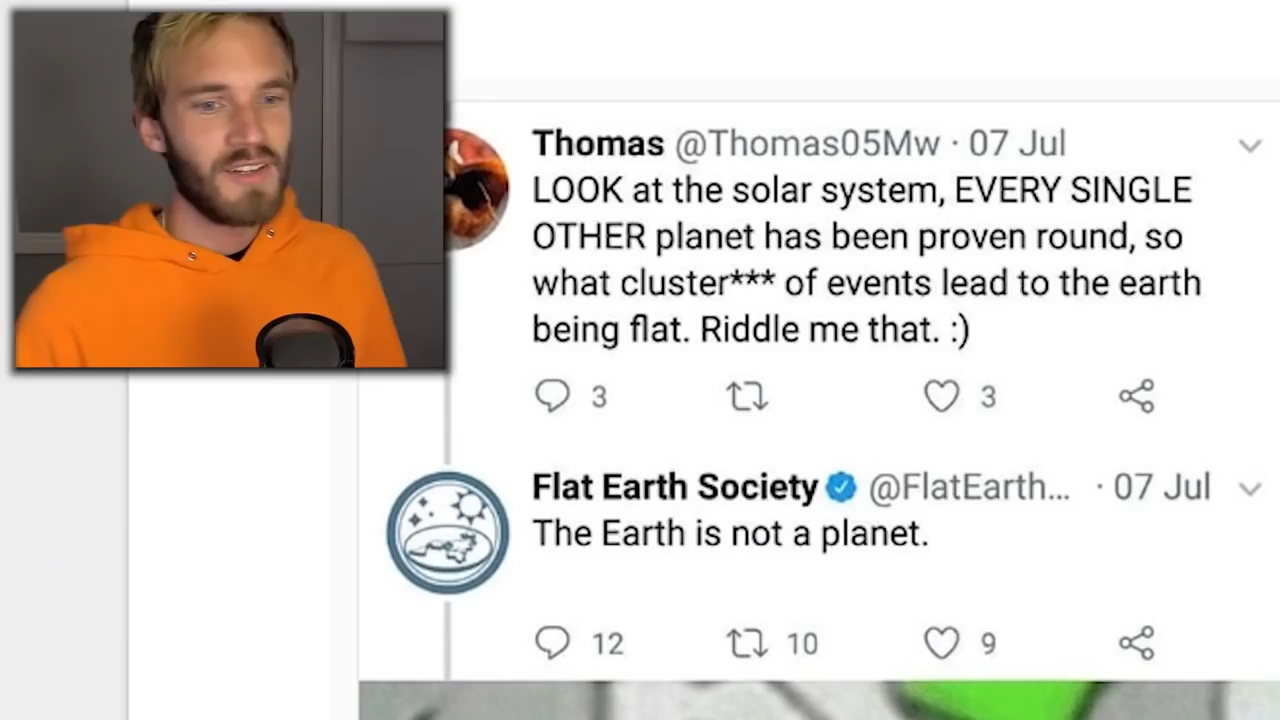 Thomas @Thomas05Mw · 07 Jul
LOOK at the solar system, EVERY SINGLE
OTHER planet has been proven round, so
what cluster*** of events lead to the earth
being flat. Riddle me that. :)
3
3
Flat Earth Society @FlatEarth... · 07 Jul
The Earth is not a planet.
12 10 9